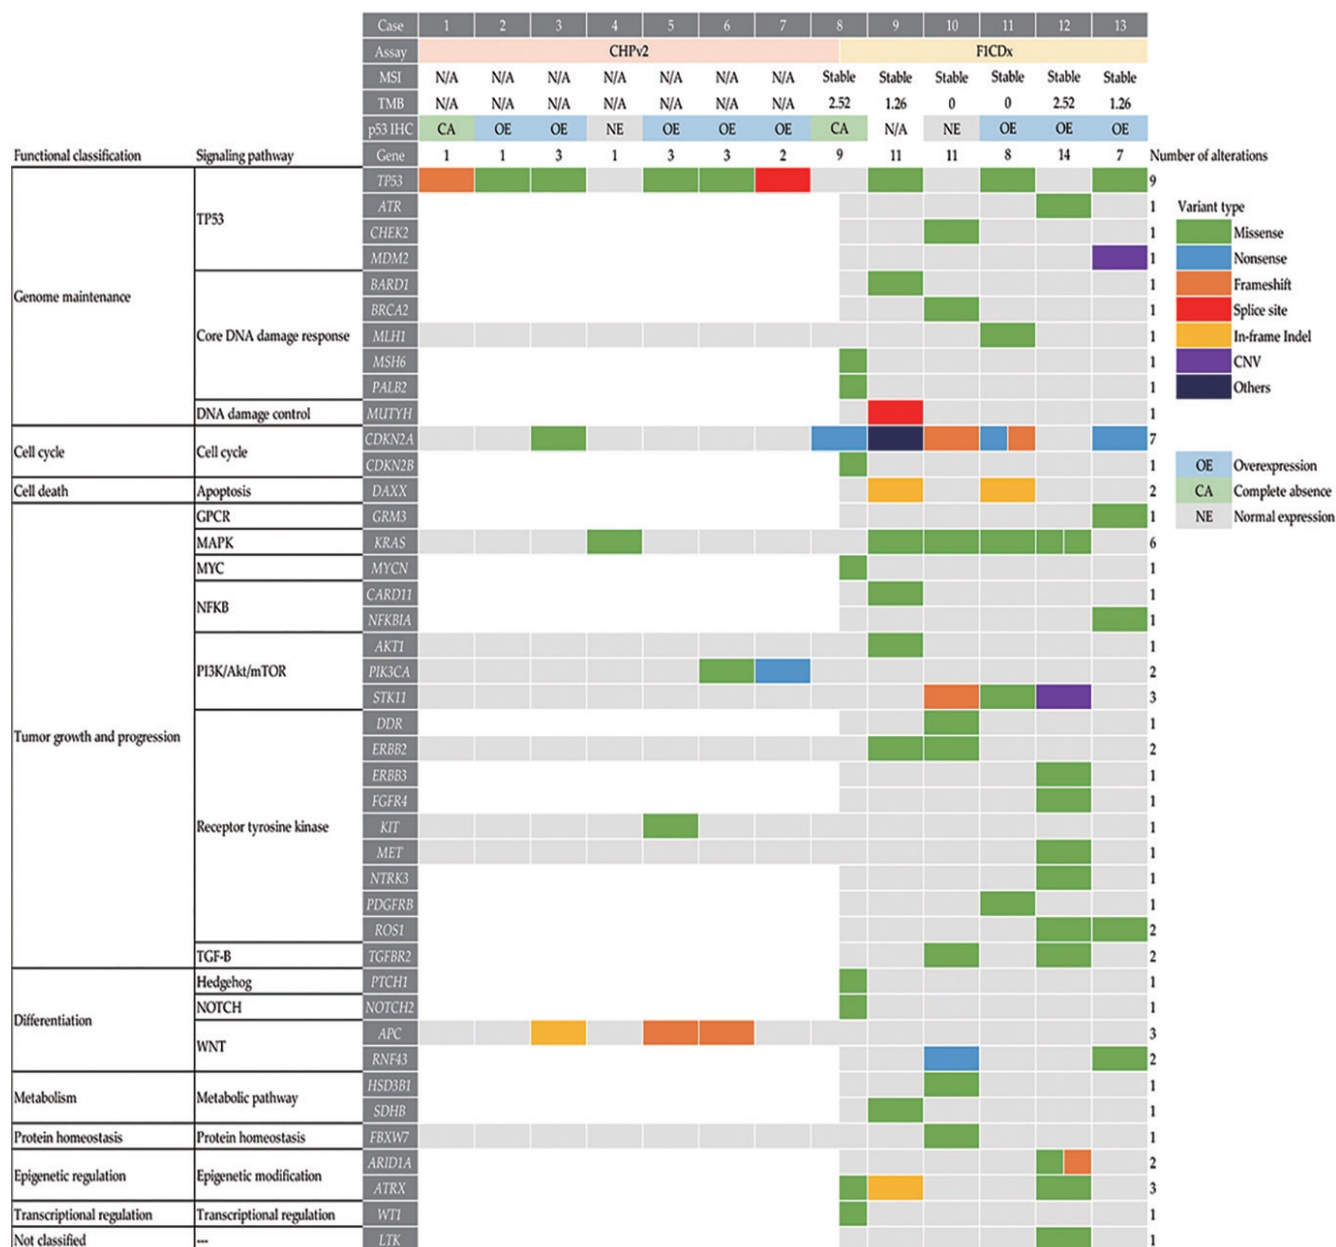 Case 1 2 3 4 5 6 7 8 9 10 11 12 13
Assay CHPv2 F1CDx
MSI N/A N/A N/A N/A N/A N/A N/A Stable Stable Stable Stable Stable Stable
TMB N/A N/A N/A N/A N/A N/A N/A 2.52 1.26 0 0 2.52 1.26
p53 IHC CA OE OE NE OE OE OE CA N/A NE OE OE OE
Functional classification Signaling pathway Gene 1 1 3 1 3 3 2 9 11 11 8 14 7 Number of alterations
Genome maintenance TP53 TP53 9
ATR 1
CHEK2 1
MDM2 1
Core DNA damage response BARD1 1
BRCA2 1
MLH1 1
MSH6 1
PALB2 1
DNA damage control MUTYH 1
Cell cycle Cell cycle CDKN2A 7
CDKN2B 1
Cell death Apoptosis DAXX 2
Tumor growth and progression GPCR GRM3 1
MAPK KRAS 6
MYC MYCN 1
NFKB CARD11 1
NFKBIA 1
PI3K/Akt/mTOR AKT1 1
PIK3CA 2
STK11 3
Receptor tyrosine kinase DDR 1
ERBB2 2
ERBB3 1
FGFR4 1
KIT 1
MET 1
NTRK3 1
PDGFRB 1
ROS1 2
TGF-B TGFBR2 2
Differentiation Hedgehog PTCH1 1
NOTCH NOTCH2 1
WNT APC 3
RNF43 2
Metabolism Metabolic pathway HSD3B1 1
SDHB 1
Protein homeostasis Protein homeostasis FBXW7 1
Epigenetic regulation Epigenetic modification ARID1A 2
ATRX 3
Transcriptional regulation Transcriptional regulation WT1 1
Not classified --- LTK 1
Variant type
Missense
Nonsense
Frameshift
Splice site
In-frame Indel
CNV
Others
OE Overexpression
CA Complete absence
NE Normal expression